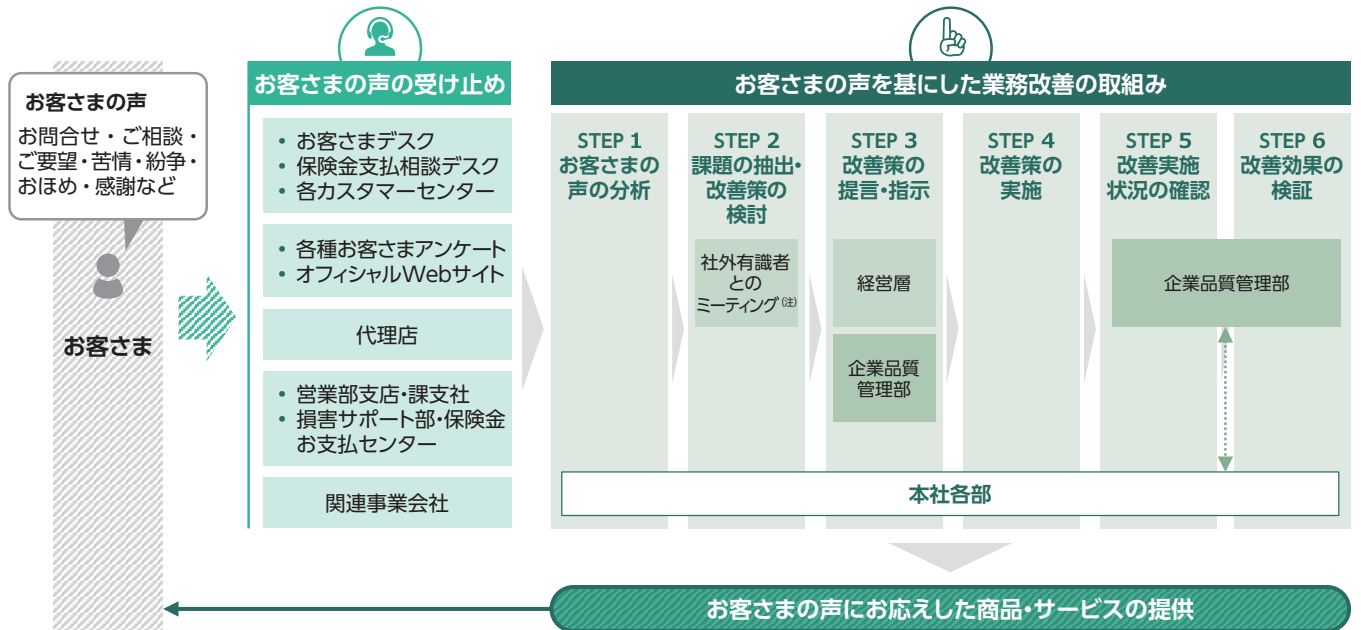 お客さまの声
お問合せ・ご相談・
ご要望・苦情・紛争・
おほめ・感謝など
お客さま
お客さまの声の受け止め
• お客さまデスク
• 保険金支払相談デスク
• 各カスタマーセンター
• 各種お客さまアンケート
• オフィシャルWebサイト
代理店
• 営業部支店・課支社
• 損害サポート部・保険金
お支払センター
関連事業会社
お客さまの声を基にした業務改善の取組み
STEP 1
お客さまの
声の分析
STEP 2
課題の抽出・
改善策の
検討
社外有識者
との
ミーティング(注)
STEP 3
改善策の
提言・指示
経営層
企業品質
管理部
STEP 4
改善策の
実施
STEP 5
改善実施
状況の確認
STEP 6
改善効果の
検証
企業品質管理部
本社各部
お客さまの声にお応えした商品・サービスの提供